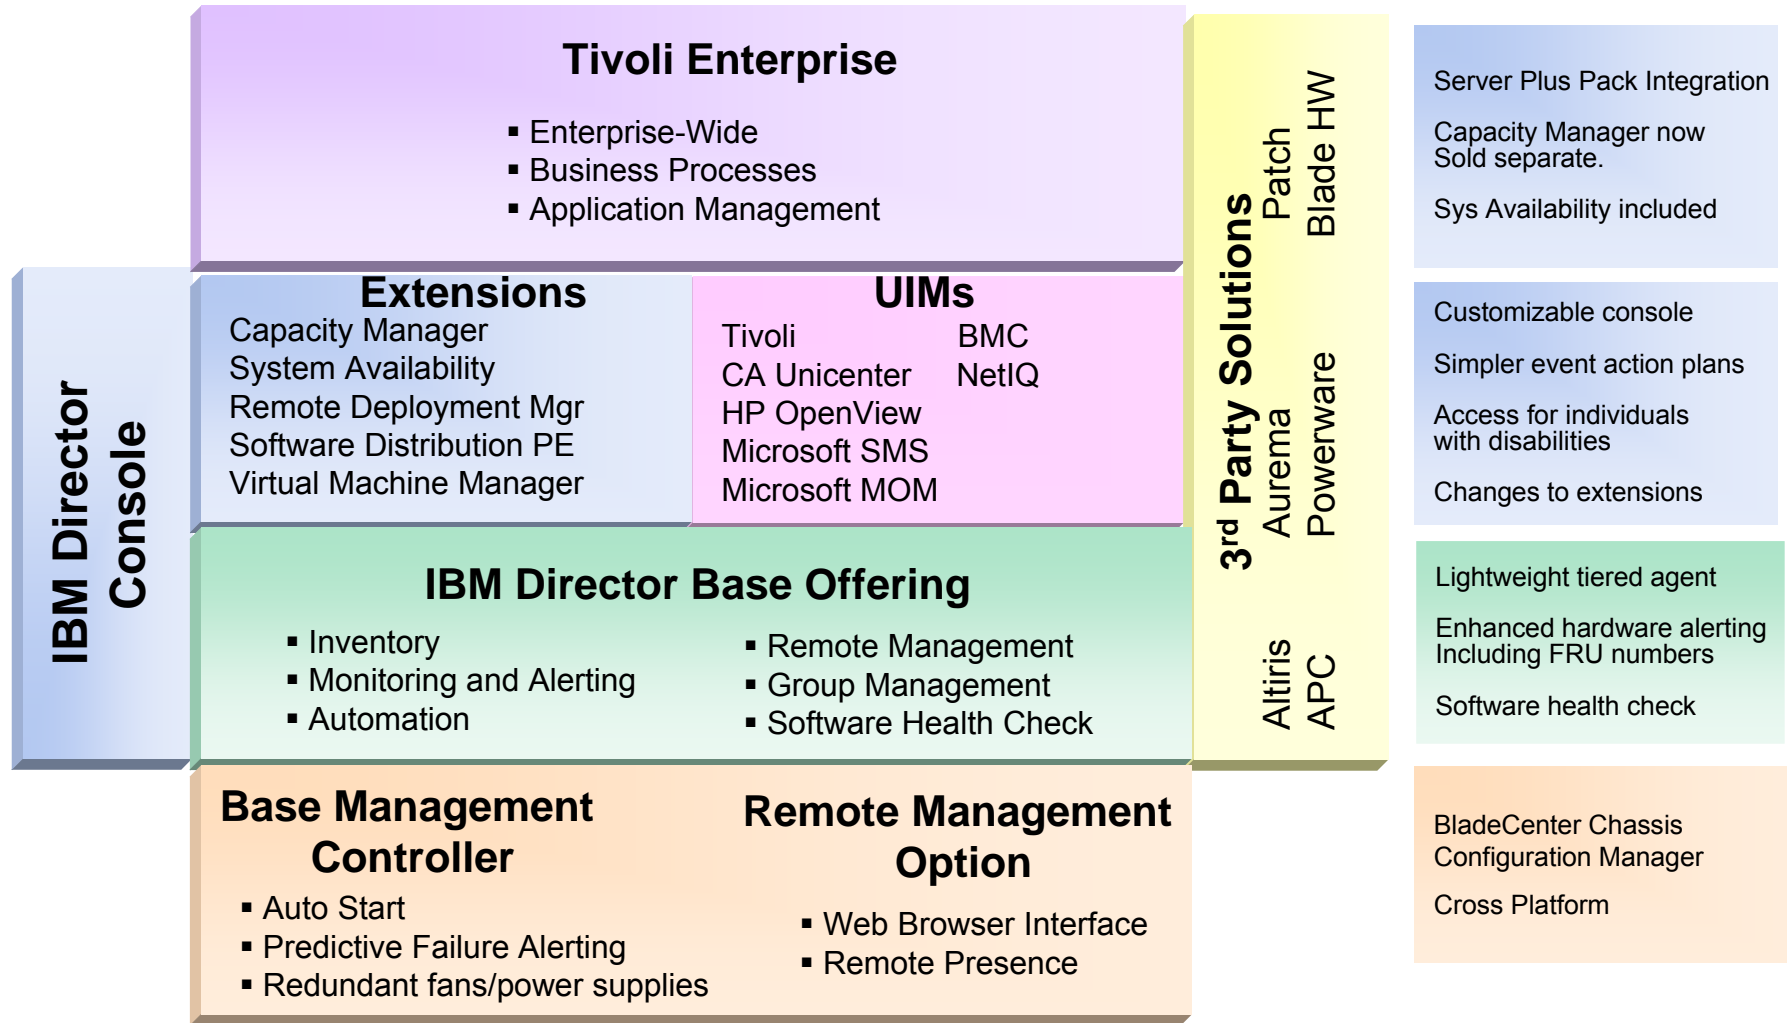 Tivoli Enterprise
▪ Enterprise-Wide
▪ Business Processes
▪ Application Management
IBM Director
Console
Extensions
Capacity Manager
System Availability
Remote Deployment Mgr
Software Distribution PE
Virtual Machine Manager
UIMs
Tivoli
CA Unicenter
HP OpenView
Microsoft SMS
Microsoft MOM
BMC
NetIQ
IBM Director Base Offering
▪ Inventory
▪ Monitoring and Alerting
▪ Automation
▪ Remote Management
▪ Group Management
▪ Software Health Check
Base Management
Controller
▪ Auto Start
▪ Predictive Failure Alerting
▪ Redundant fans/power supplies
Remote Management
Option
▪ Web Browser Interface
▪ Remote Presence
3rd Party Solutions
Altiris Aurema Patch
APC Powerware Blade HW
Server Plus Pack Integration
Capacity Manager now
Sold separate.
Sys Availability included
Customizable console
Simpler event action plans
Access for individuals
with disabilities
Changes to extensions
Lightweight tiered agent
Enhanced hardware alerting
Including FRU numbers
Software health check
BladeCenter Chassis
Configuration Manager
Cross Platform